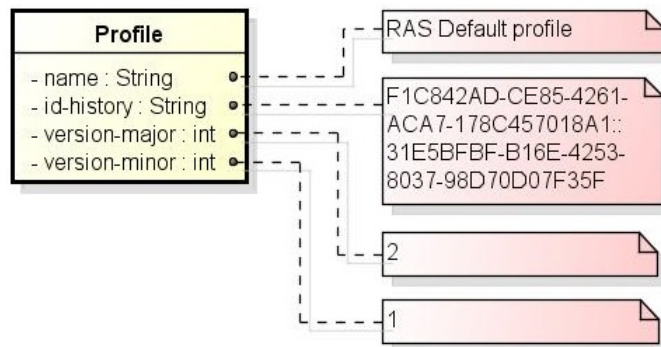 Profile
- name : String
- id-history : String
- version-major : int
- version-minor : int
RAS Default profile
F1C842AD-CE85-4261-
ACA7-178C457018A1::
31E5BFBF-B16E-4253-
8037-98D70D07F35F
2
1